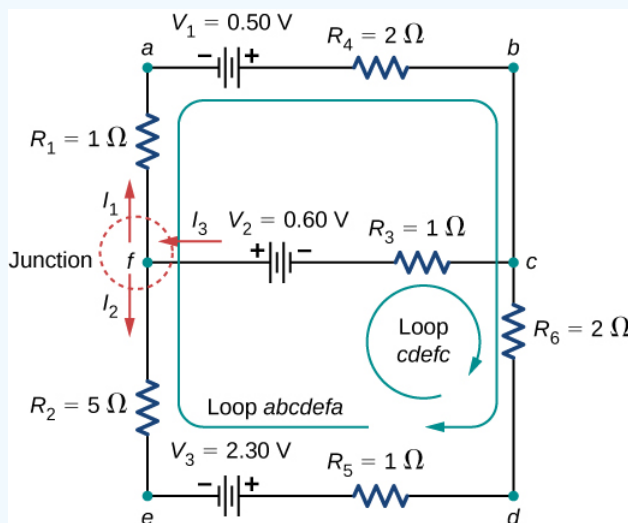 V1 = 0.50 V
R4 = 2 Ω
a
b
R1 = 1 Ω
I1
I3
V2 = 0.60 V
R3 = 1 Ω
Junction
f
c
I2
Loop
cdefc
R6 = 2 Ω
R2 = 5 Ω
Loop abcdefa
V3 = 2.30 V
R5 = 1 Ω
e
d